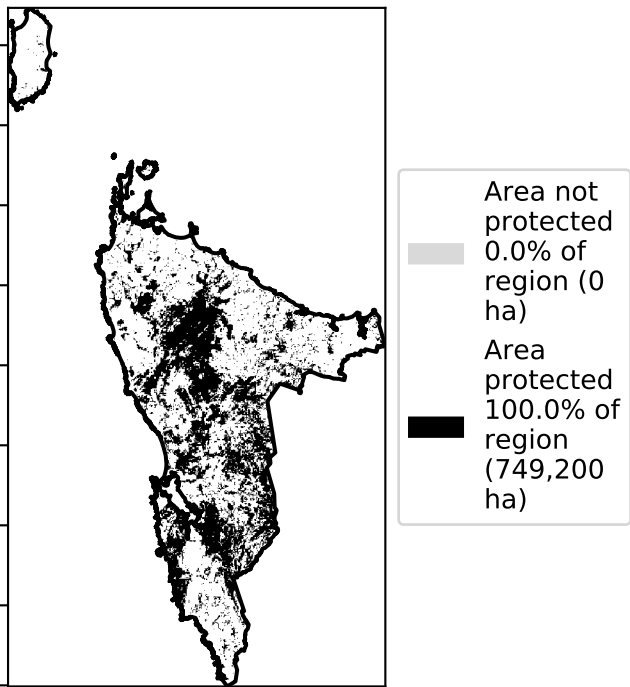 Area not
protected
0.0% of
region (0
ha)
Area
protected
100.0% of
region
(749,200
ha)